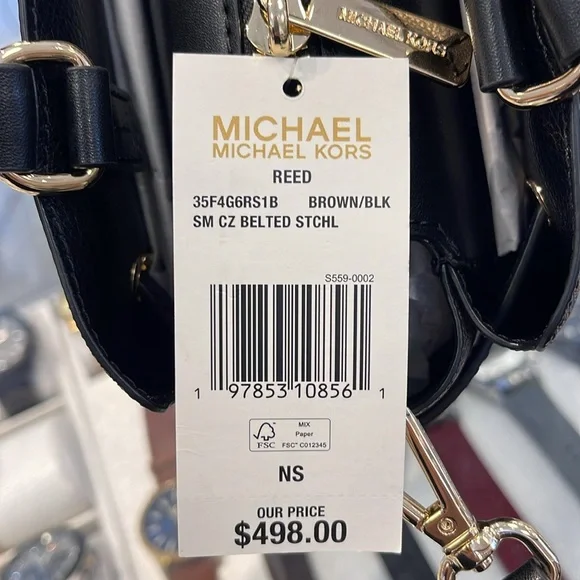 MICHAEL KORS
MICHAEL
MICHAEL KORS
REED
35F4G6RS1B BROWN/BLK
SM CZ BELTED STCHL
S559-0002
1 97853 10856 1
FSC
MIX
Paper
FSC™ C012345
NS
OUR PRICE
$498.00